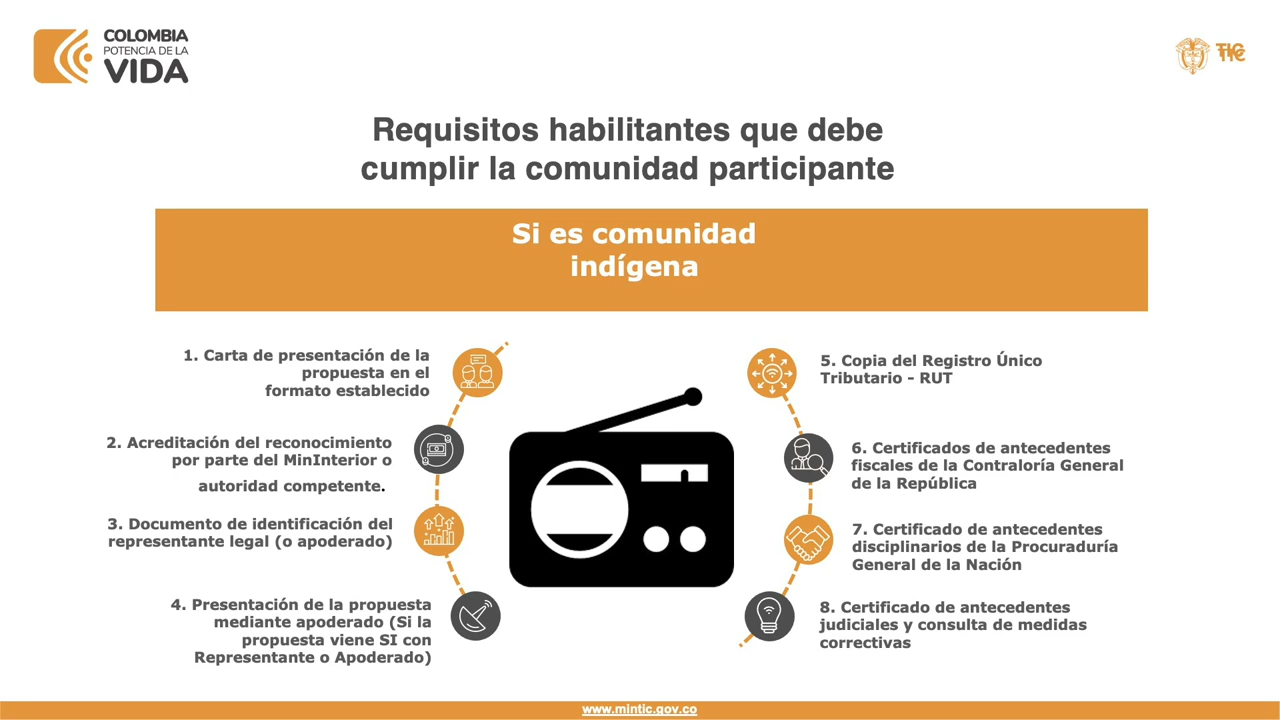 COLOMBIA
POTENCIA DE LA
VIDA
TIC
Requisitos habilitantes que debe
cumplir la comunidad participante
Si es comunidad
indígena
1. Carta de presentación de la
propuesta en el
formato establecido
2. Acreditación del reconocimiento
por parte del MinInterior o
autoridad competente.
3. Documento de identificación del
representante legal (o apoderado)
4. Presentación de la propuesta
mediante apoderado (Si la
propuesta viene SI con
Representante o Apoderado)
5. Copia del Registro Único
Tributario - RUT
6. Certificados de antecedentes
fiscales de la Contraloría General
de la República
7. Certificado de antecedentes
disciplinarios de la Procuraduría
General de la Nación
8. Certificado de antecedentes
judiciales y consulta de medidas
correctivas
www.mintic.gov.co